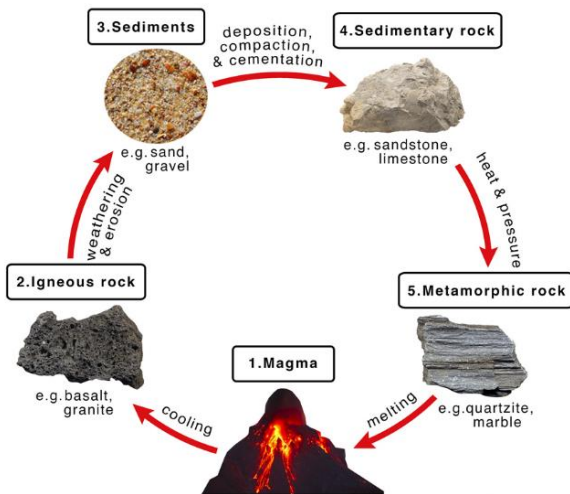 3.Sediments
deposition,
compaction,
& cementation
4.Sedimentary rock
e.g. sand,
gravel
e.g. sandstone,
limestone
weathering
& erosion
heat & pressure
2.Igneous rock
5.Metamorphic rock
1.Magma
e.g. basalt,
granite
cooling
melting
e.g.quartzite,
marble